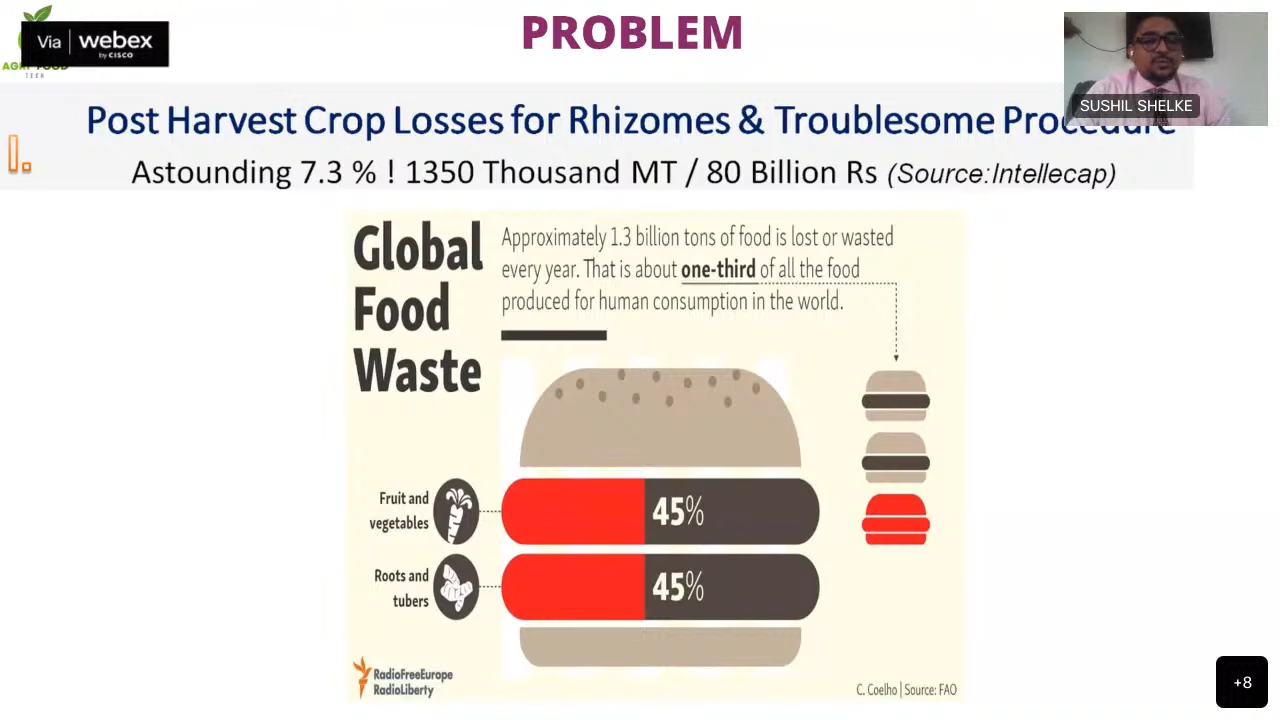 PROBLEM
Via webex
by CISCO
TECH
SUSHIL SHELKE
Post Harvest Crop Losses for Rhizomes & Troublesome Procedure
I.
Astounding 7.3 % ! 1350 Thousand MT / 80 Billion Rs (Source:Intellecap)
Global
Food
Waste
Approximately 1.3 billion tons of food is lost or wasted
every year. That is about one-third of all the food
produced for human consumption in the world.
Fruit and
vegetables
45%
Roots and
tubers
45%
RadioFreeEurope
RadioLiberty
C. Coelho | Source: FAO
+8